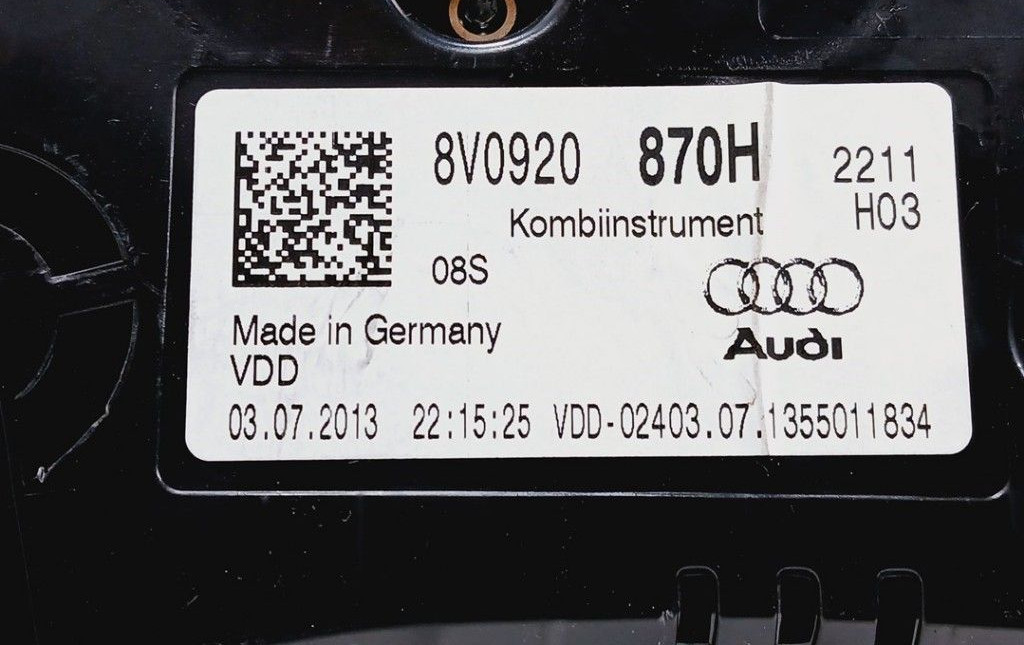 8V0920 870H 2211
Kombiinstrument H03
08S
Audi
Made in Germany
VDD
03.07.2013 22:15:25 VDD-02403.07.1355011834